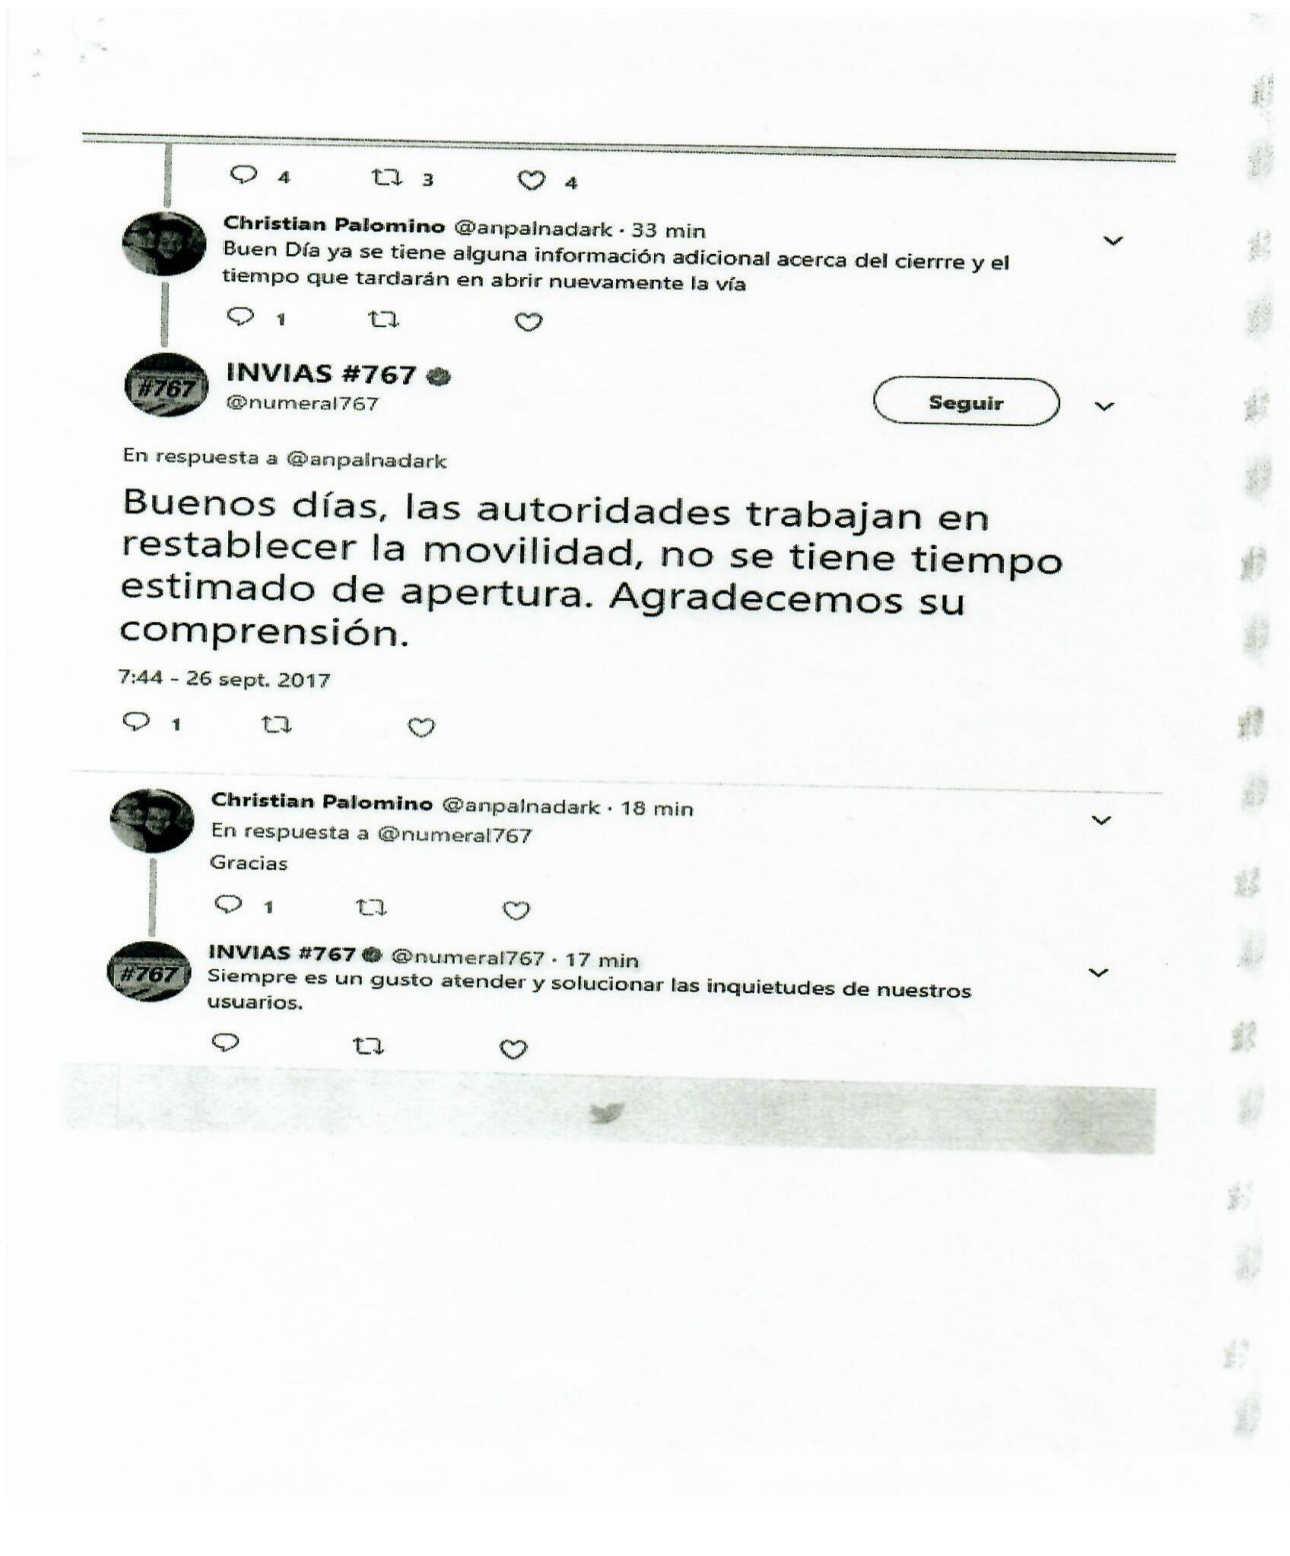 4 3 4
Christian Palomino @anpalnadark · 33 min
Buen Día ya se tiene alguna información adicional acerca del cierrre y el
tiempo que tardarán en abrir nuevamente la vía
1
#767
INVIAS #767
@numeral767
Seguir
En respuesta a @anpalnadark
Buenos días, las autoridades trabajan en
restablecer la movilidad, no se tiene tiempo
estimado de apertura. Agradecemos su
comprensión.
7:44 - 26 sept. 2017
1
Christian Palomino @anpalnadark · 18 min
En respuesta a @numeral767
Gracias
1
#767
INVIAS #767 @numeral767 · 17 min
Siempre es un gusto atender y solucionar las inquietudes de nuestros
usuarios.